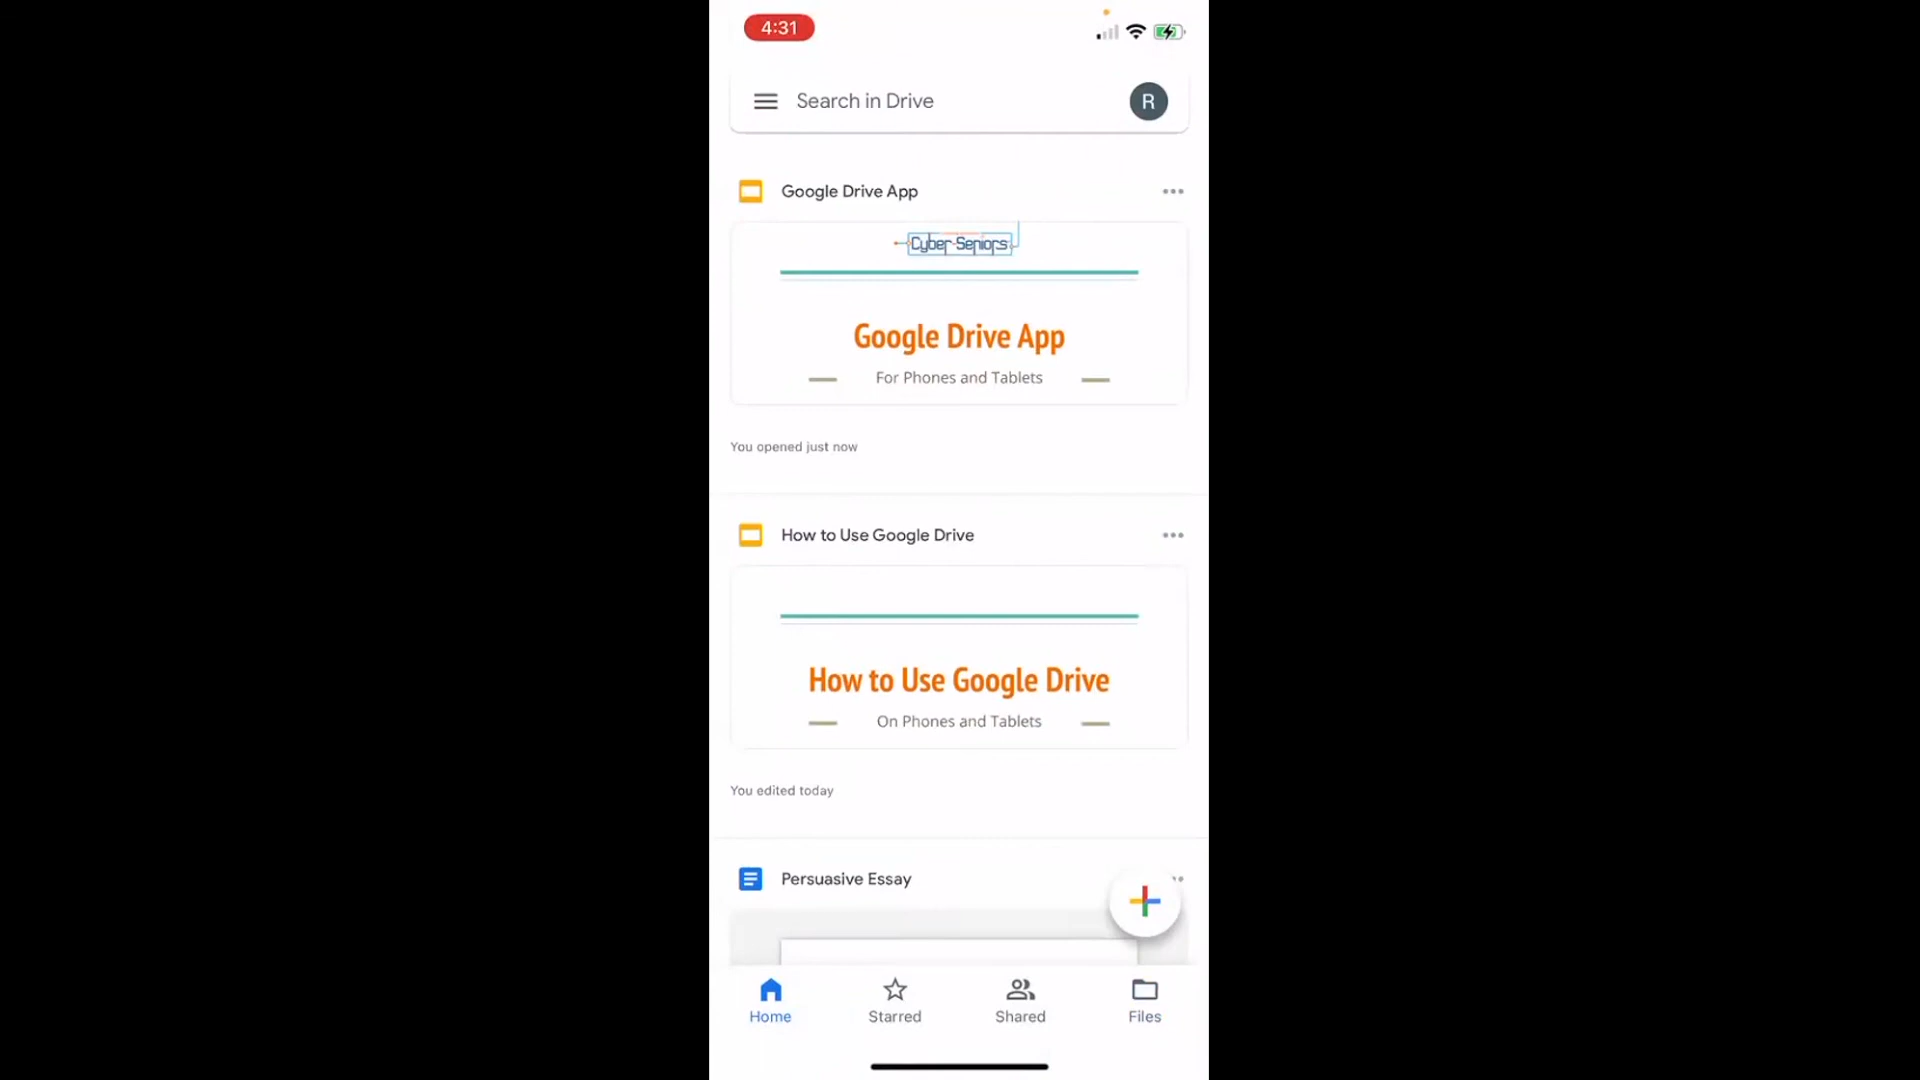 4:31
Search in Drive
R
Google Drive App
Cyber-Seniors
Google Drive App
For Phones and Tablets
You opened just now
How to Use Google Drive
How to Use Google Drive
On Phones and Tablets
You edited today
Persuasive Essay
Home
Starred
Shared
Files